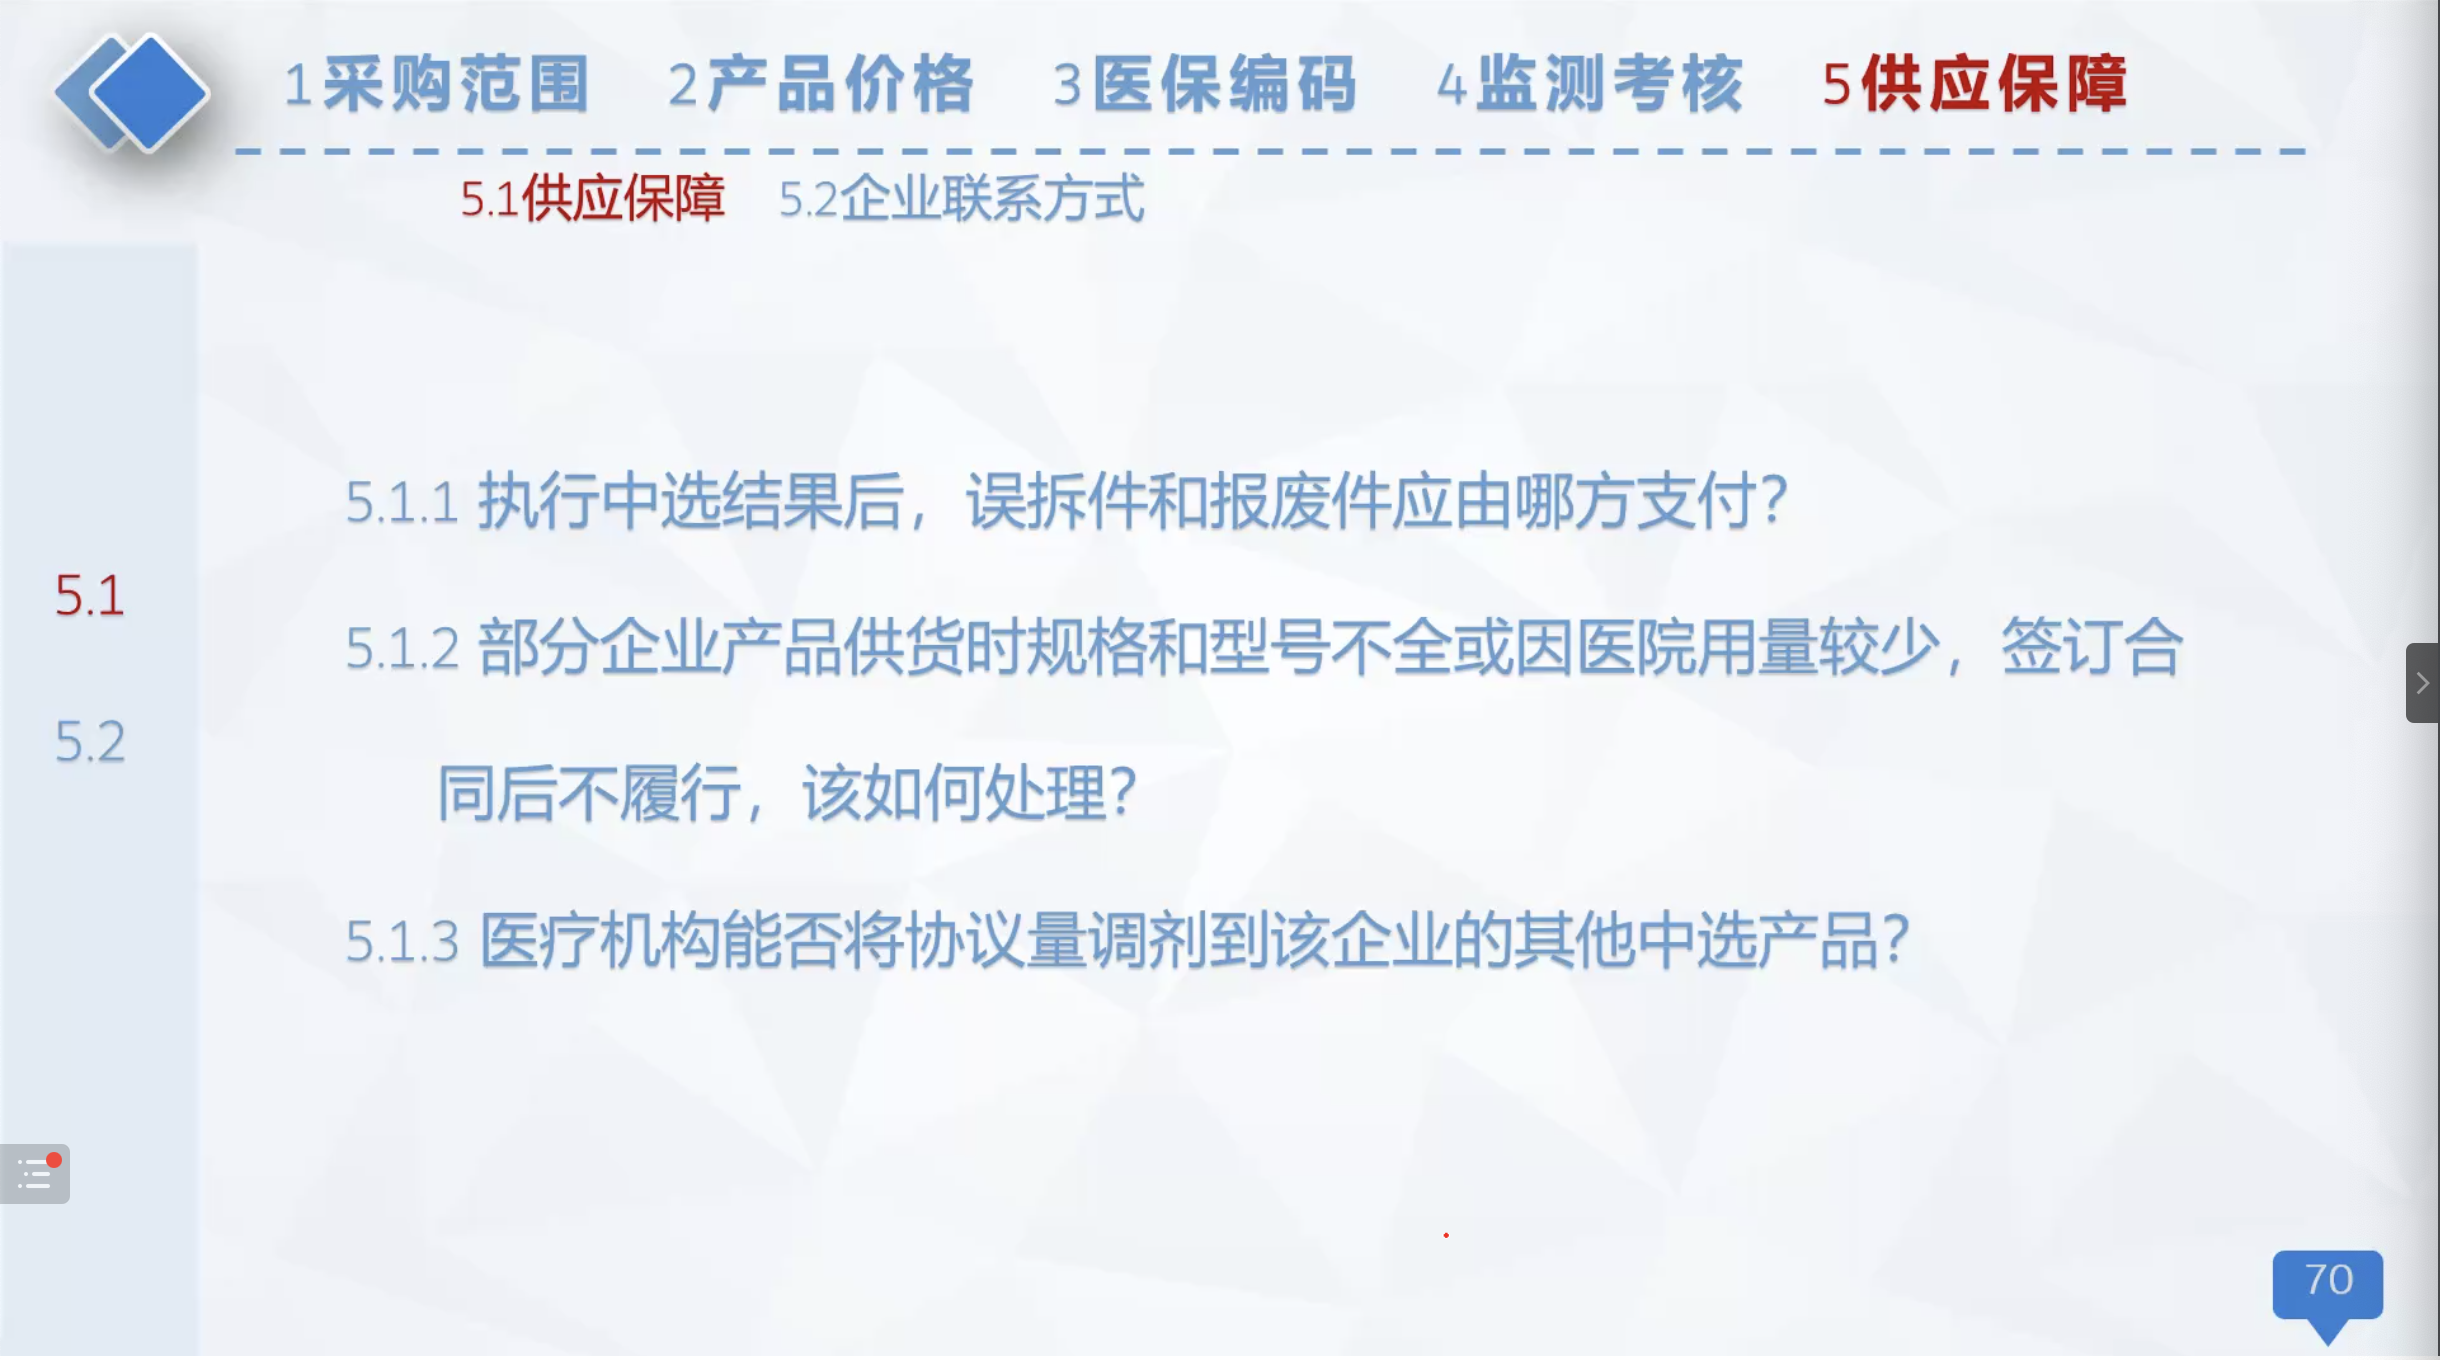 1采购范围 2产品价格 3医保编码 4监测考核 5供应保障
5.1供应保障 5.2企业联系方式
5.1.1 执行中选结果后，误拆件和报废件应由哪方支付？
5.1
5.1.2 部分企业产品供货时规格和型号不全或因医院用量较少，签订合
5.2
同后不履行，该如何处理？
5.1.3 医疗机构能否将协议量调剂到该企业的其他中选产品？
70